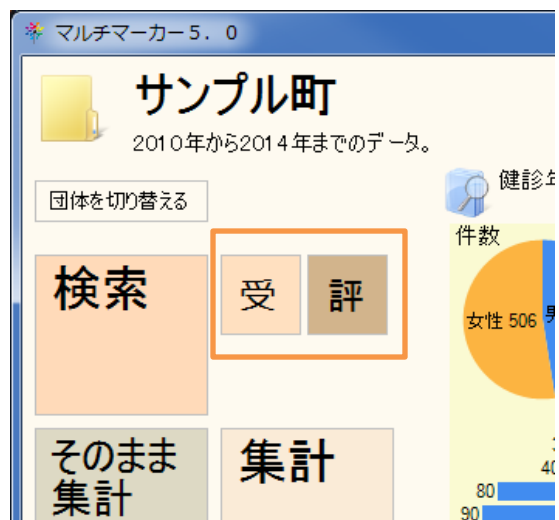 マルチマーカー5.0
サンプル町
2010年から2014年までのデータ。
団体を切り替える
健診年
件数
検索
受
評
女性 506
男
そのまま
集計
集計
40
80
90